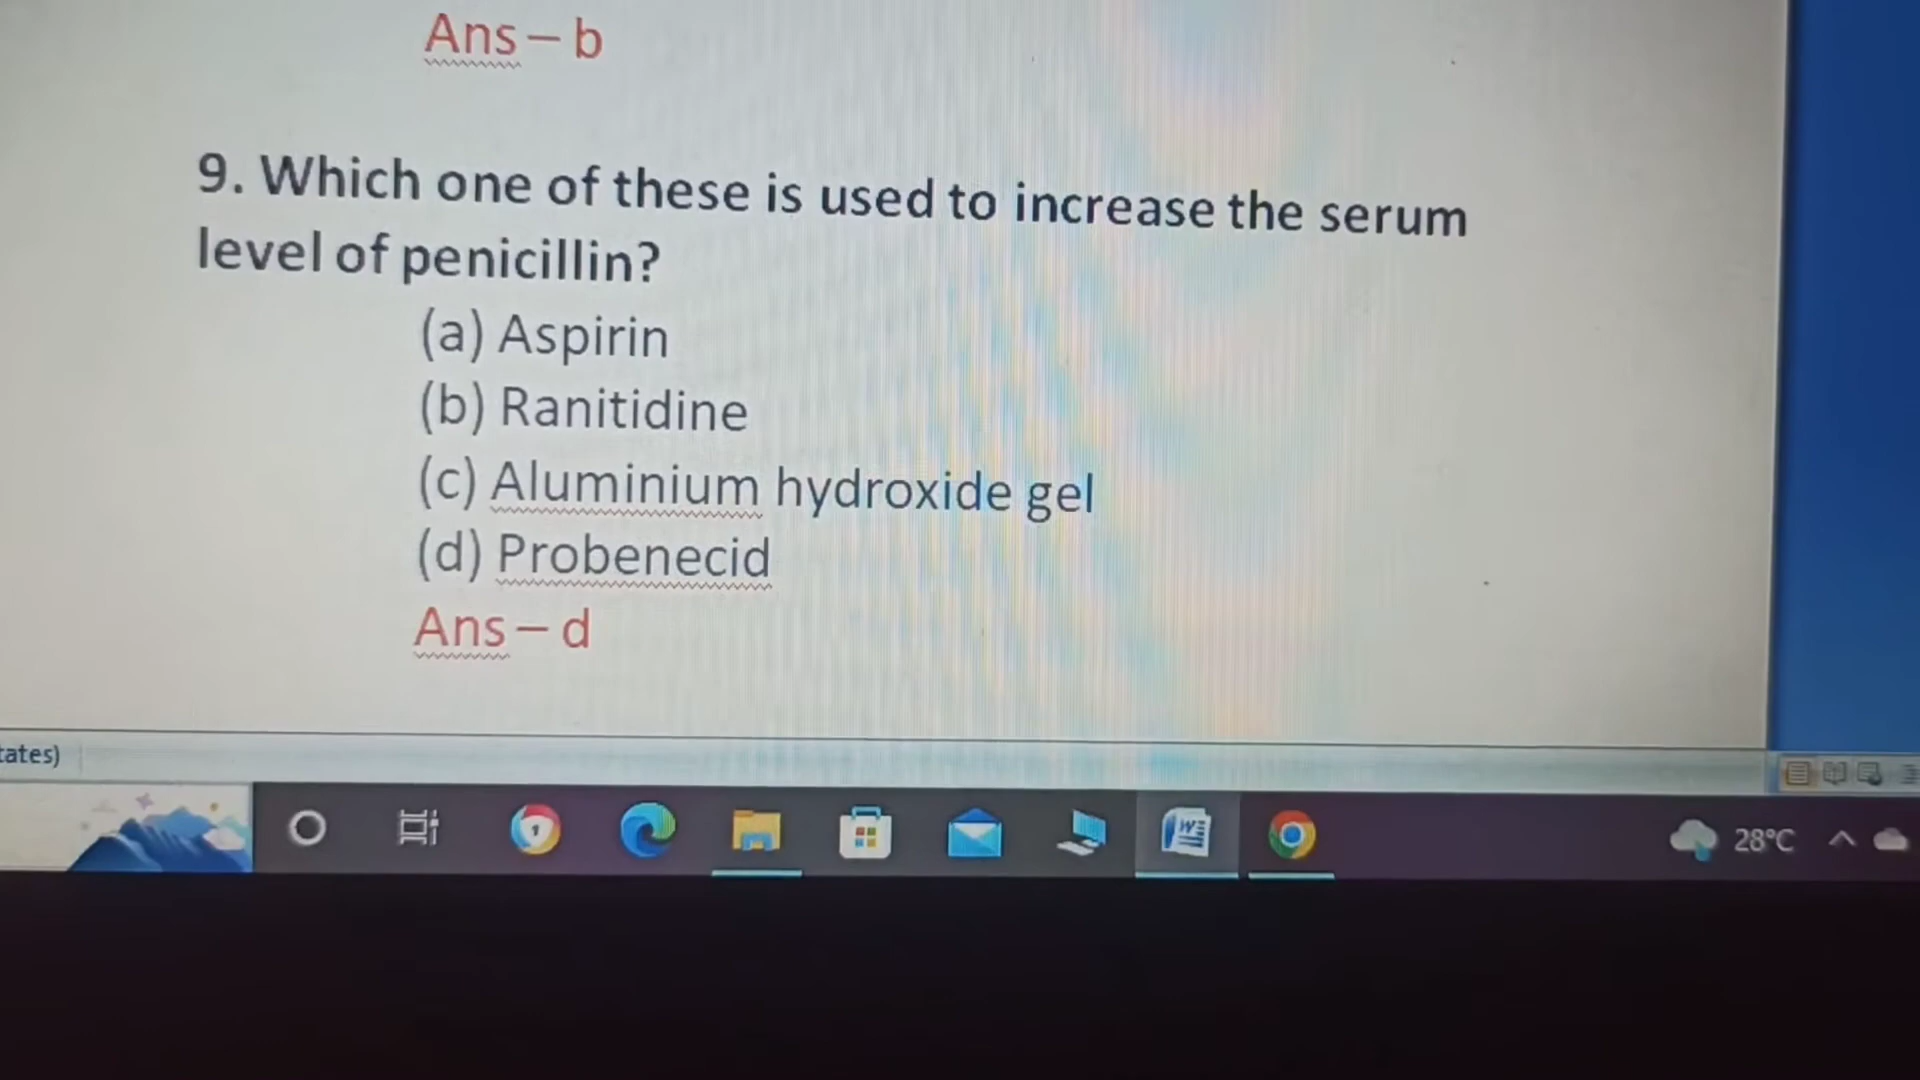 Ans – b
9. Which one of these is used to increase the serum
level of penicillin?
(a) Aspirin
(b) Ranitidine
(c) Aluminium hydroxide gel
(d) Probenecid
Ans – d
tates)
28°C